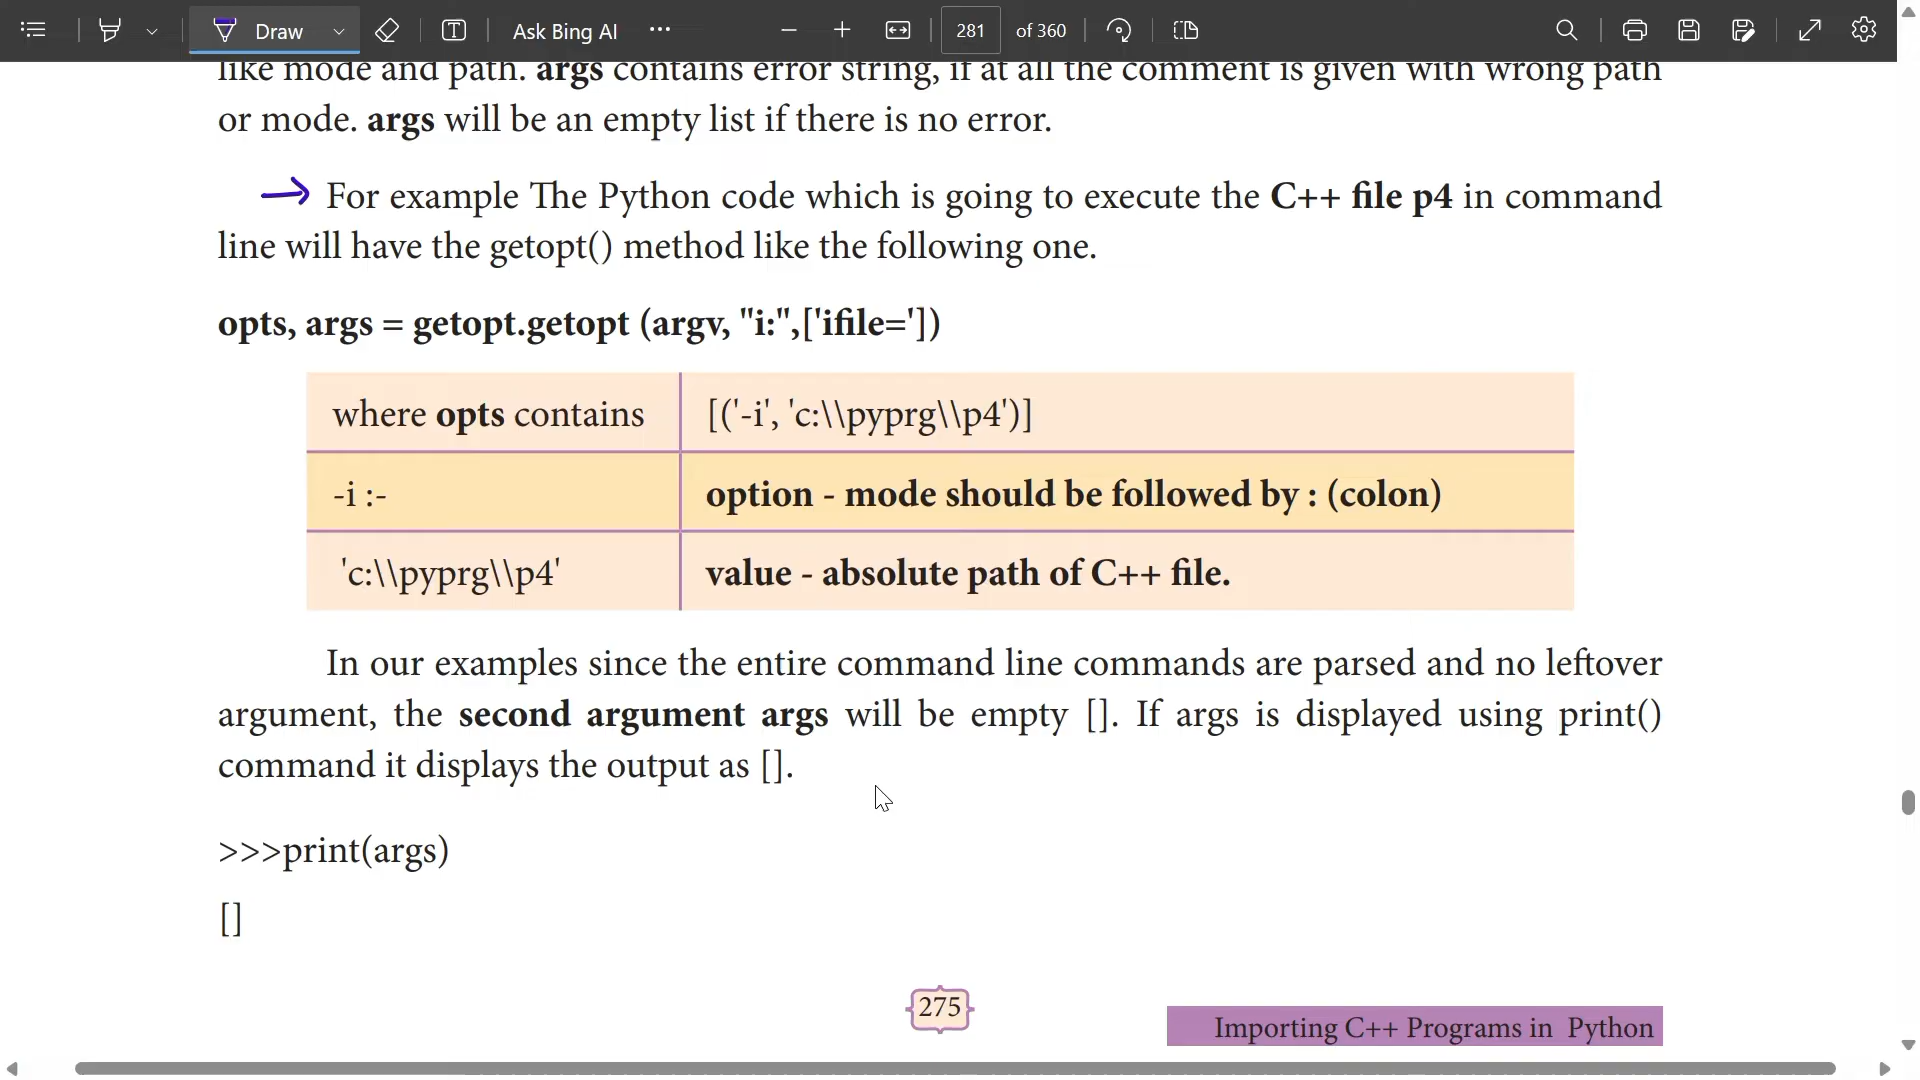 Draw
Ask Bing AI
281
of 360
like mode and path. args contains error string, if at all the comment is given with wrong path
or mode. args will be an empty list if there is no error.
For example The Python code which is going to execute the C++ file p4 in command
line will have the getopt() method like the following one.
opts, args = getopt.getopt (argv, "i:",['ifile='])
where opts contains [('-i', 'c:\\pyprg\\p4')]
-i :- option - mode should be followed by : (colon)
'c:\\pyprg\\p4' value - absolute path of C++ file.
In our examples since the entire command line commands are parsed and no leftover
argument, the second argument args will be empty []. If args is displayed using print()
command it displays the output as [].
>>>print(args)
[]
275
Importing C++ Programs in Python